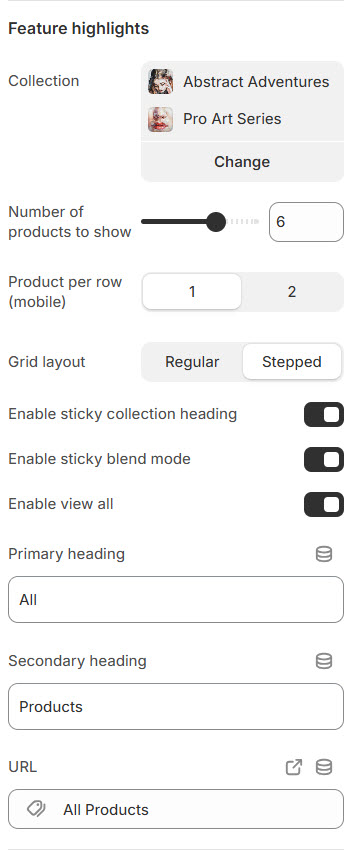 Feature highlights
Collection
Abstract Adventures
Pro Art Series
Change
Number of
products to show
6
Product per row
(mobile)
1 2
Grid layout
Regular Stepped
Enable sticky collection heading
Enable sticky blend mode
Enable view all
Primary heading
All
Secondary heading
Products
URL
All Products